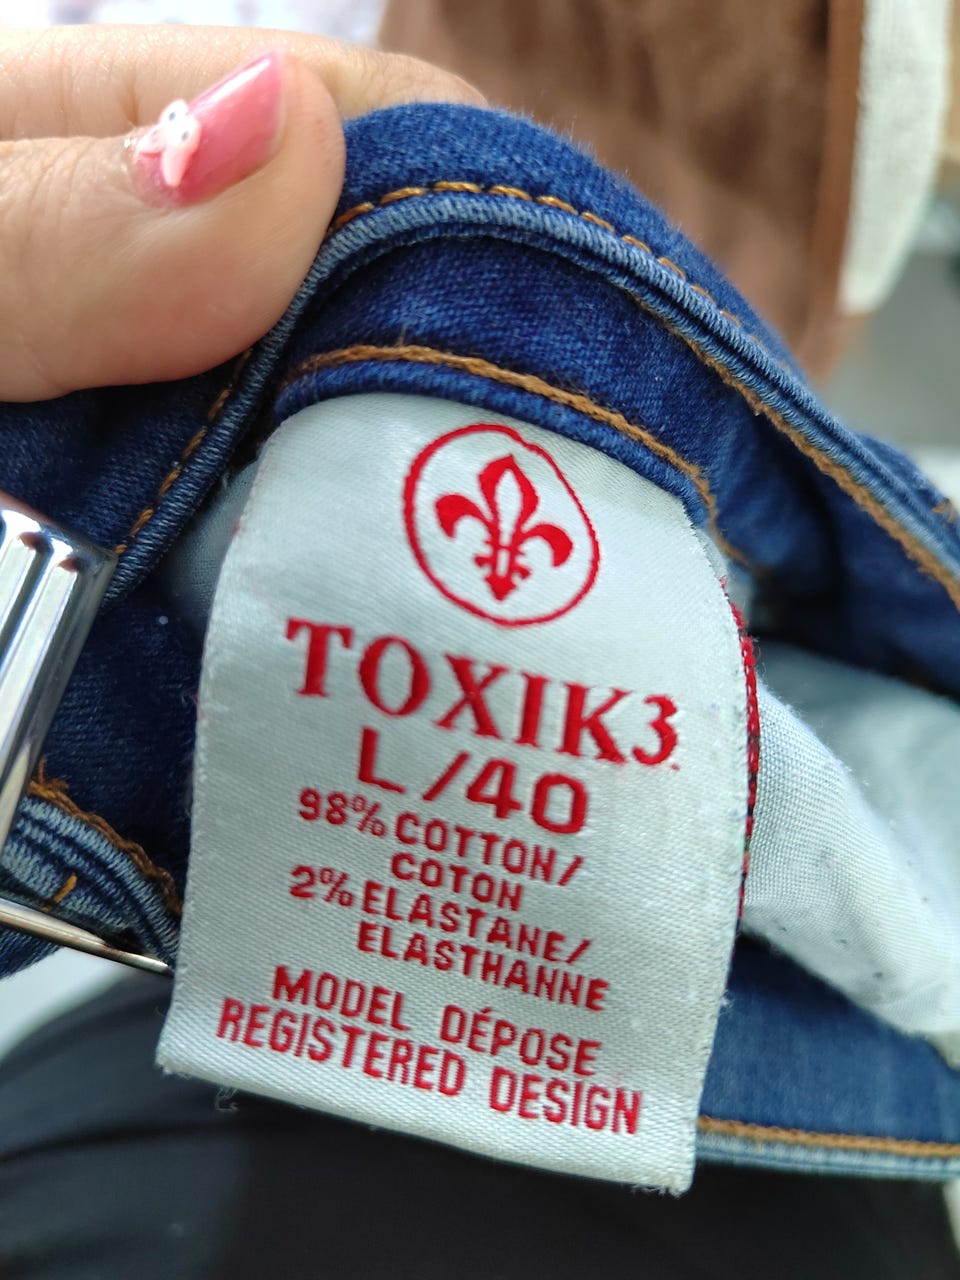 TOXIK3
L/40
98% COTTON/
COTON
2% ELASTANE/
ELASTHANNE
MODEL DÉPOSE
REGISTERED DESIGN